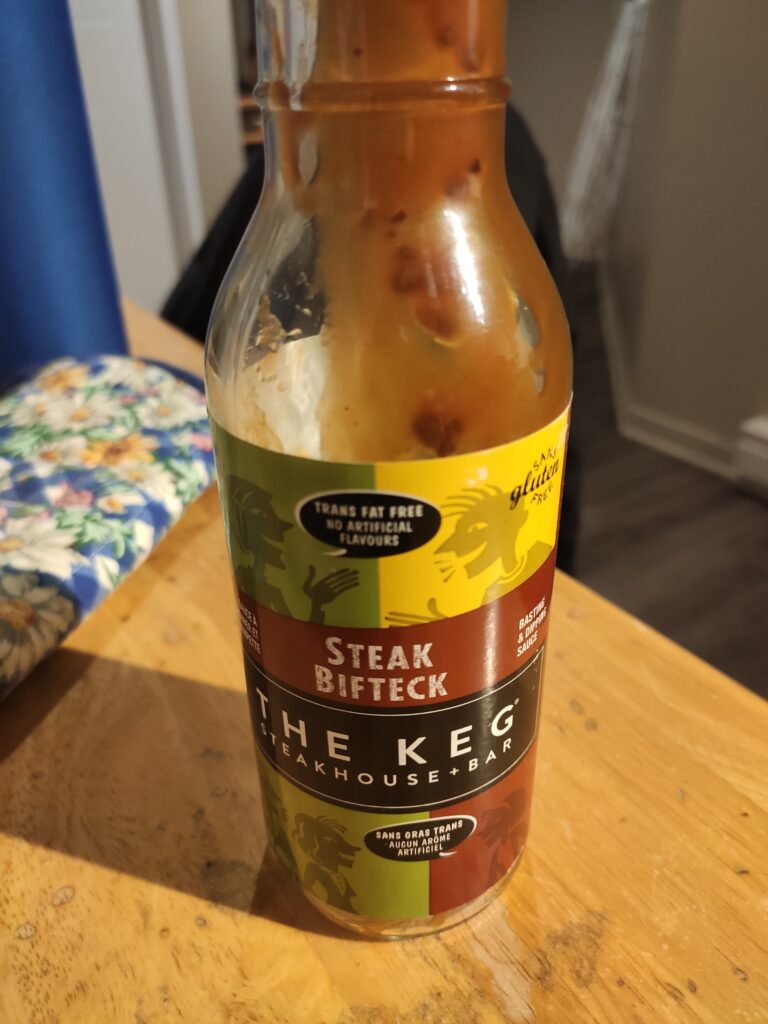 TRANS FAT FREE
NO ARTIFICIAL
FLAVOURS
SANS
gluten
FREE
STEAK
BIFTECK
BASTING
& DIPPING
SAUCE
THE KEG®
STEAKHOUSE + BAR
SANS GRAS TRANS
AUCUN ARÔME
ARTIFICIEL